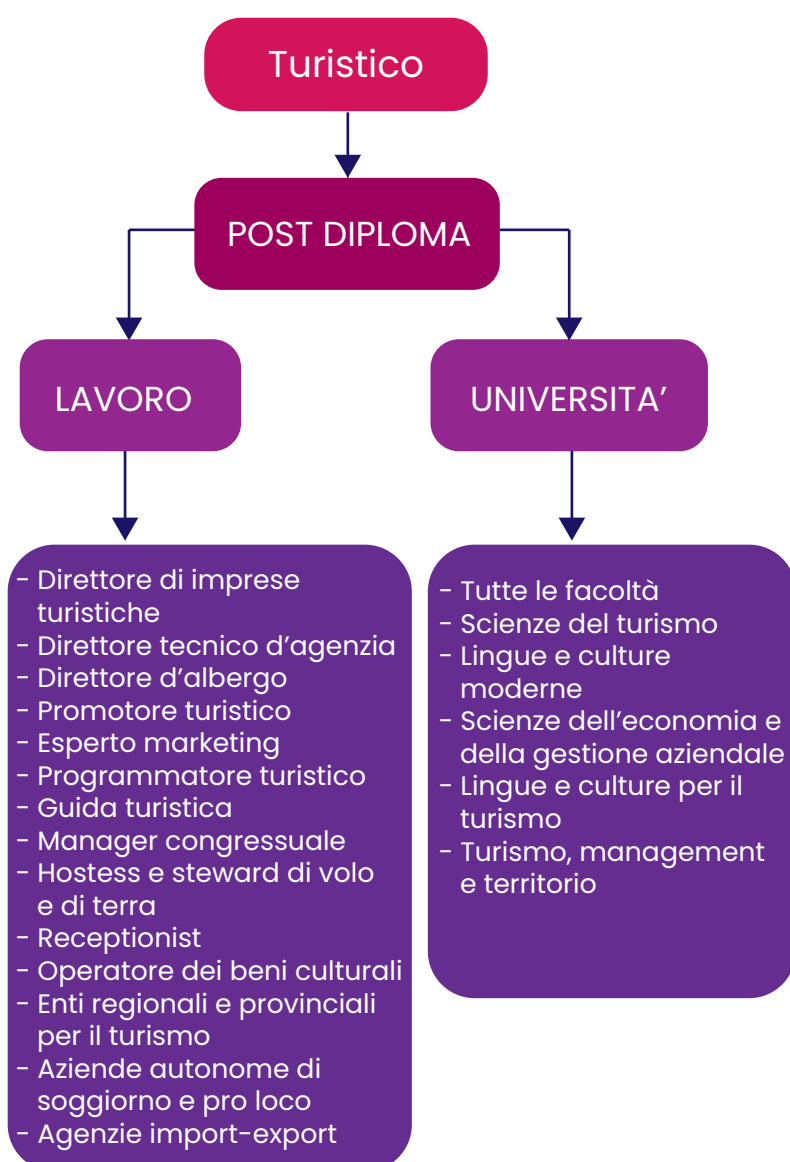 Turistico
POST DIPLOMA
LAVORO
UNIVERSITA’
- Direttore di imprese
turistiche
- Direttore tecnico d’agenzia
- Direttore d’albergo
- Promotore turistico
- Esperto marketing
- Programmatore turistico
- Guida turistica
- Manager congressuale
- Hostess e steward di volo
e di terra
- Receptionist
- Operatore dei beni culturali
- Enti regionali e provinciali
per il turismo
- Aziende autonome di
soggiorno e pro loco
- Agenzie import-export
- Tutte le facoltà
- Scienze del turismo
- Lingue e culture
moderne
- Scienze dell’economia e
della gestione aziendale
- Lingue e culture per il
turismo
- Turismo, management
e territorio